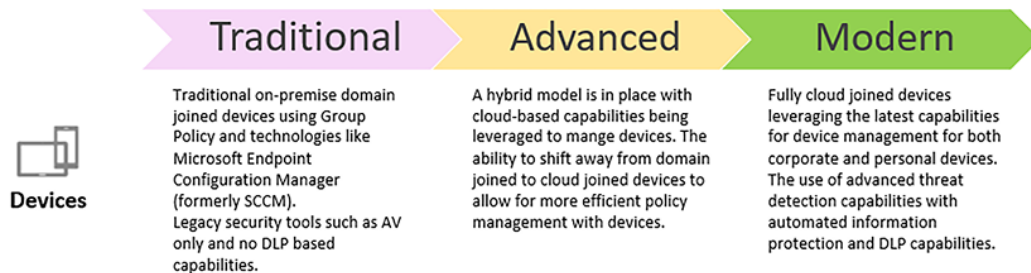 Traditional
Advanced
Modern
Devices
Traditional on-premise domain
joined devices using Group
Policy and technologies like
Microsoft Endpoint
Configuration Manager
(formerly SCCM).
Legacy security tools such as AV
only and no DLP based
capabilities.
A hybrid model is in place with
cloud-based capabilities being
leveraged to mange devices. The
ability to shift away from domain
joined to cloud joined devices to
allow for more efficient policy
management with devices.
Fully cloud joined devices
leveraging the latest capabilities
for device management for both
corporate and personal devices.
The use of advanced threat
detection capabilities with
automated information
protection and DLP capabilities.